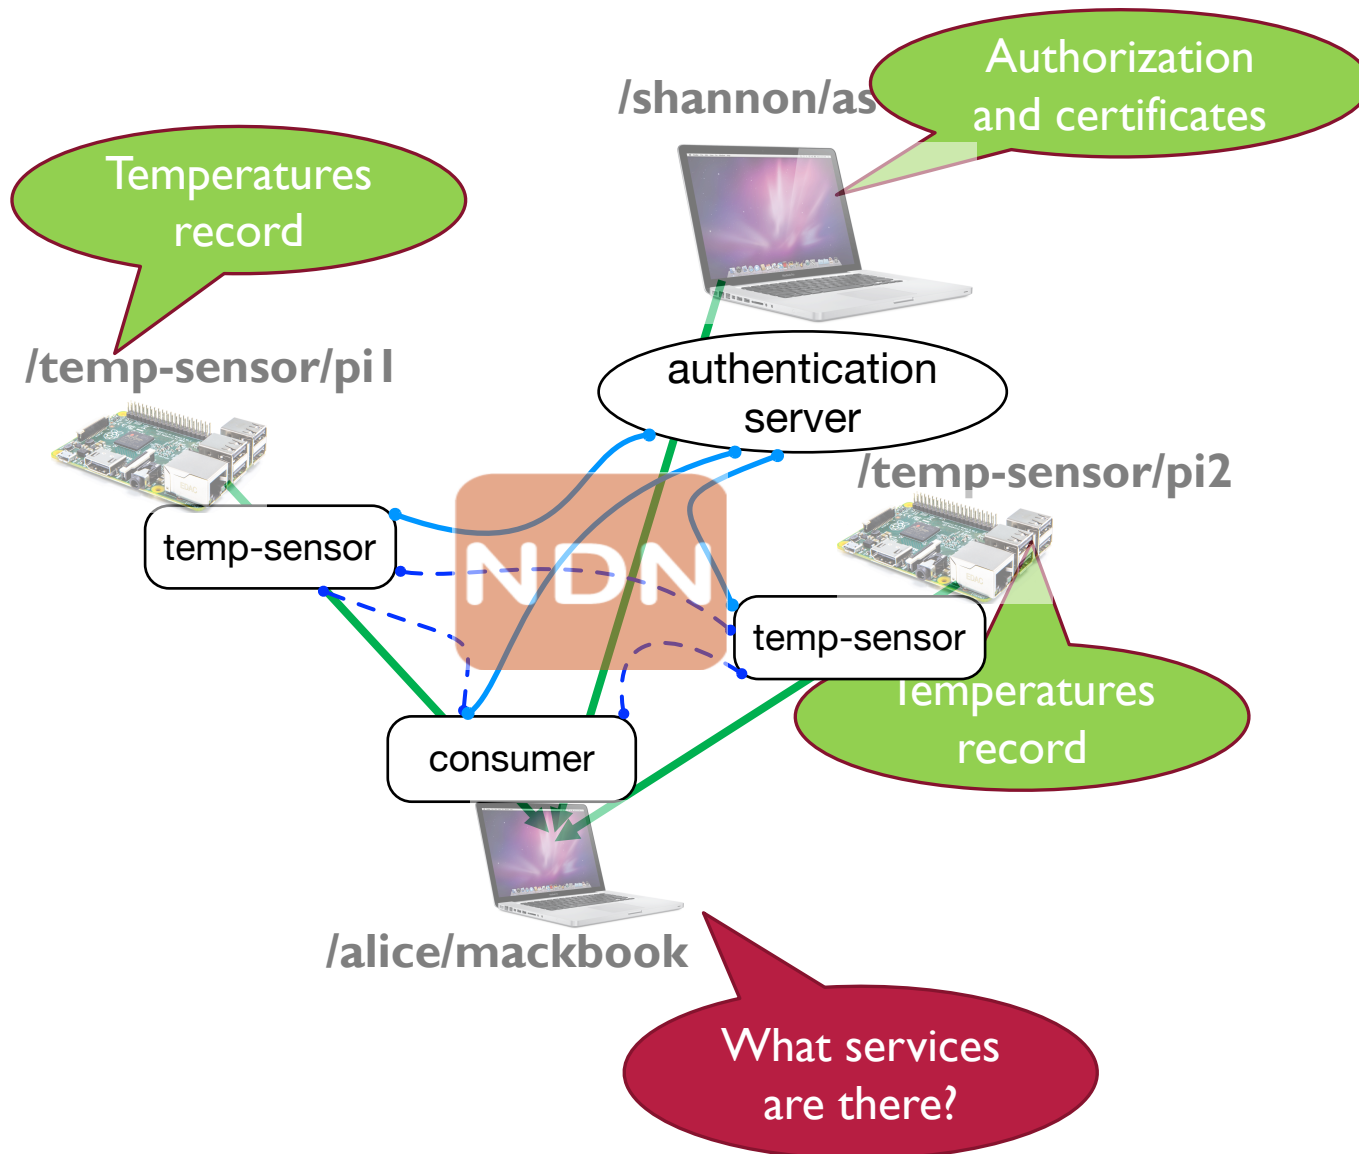 Authorization
and certificates
/shannon/as
Temperatures
record
/temp-sensor/pi1
authentication
server
/temp-sensor/pi2
temp-sensor
NDN
temp-sensor
Temperatures
record
consumer
/alice/mackbook
What services
are there?